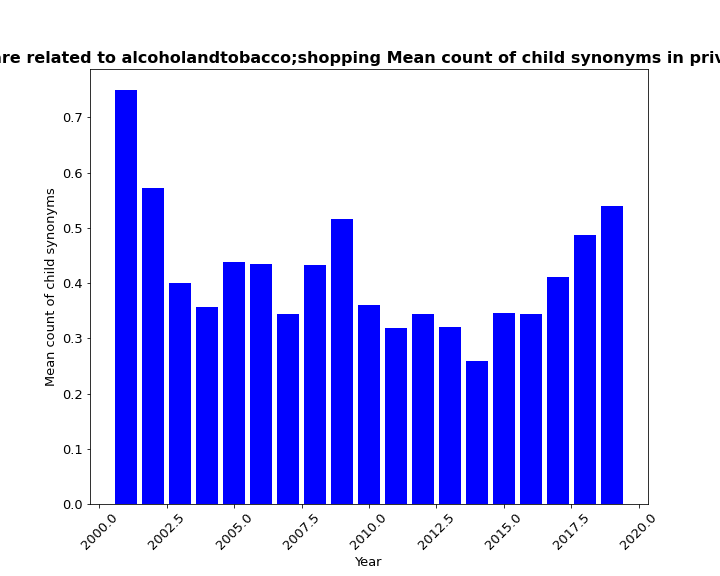 are related to alcoholandtobacco;shopping Mean count of child synonyms in priv
Mean count of child synonyms
0.7
0.6
0.5
0.4
0.3
0.2
0.1
0.0
2000.0 2002.5 2005.0 2007.5 2010.0 2012.5 2015.0 2017.5 2020.0
Year